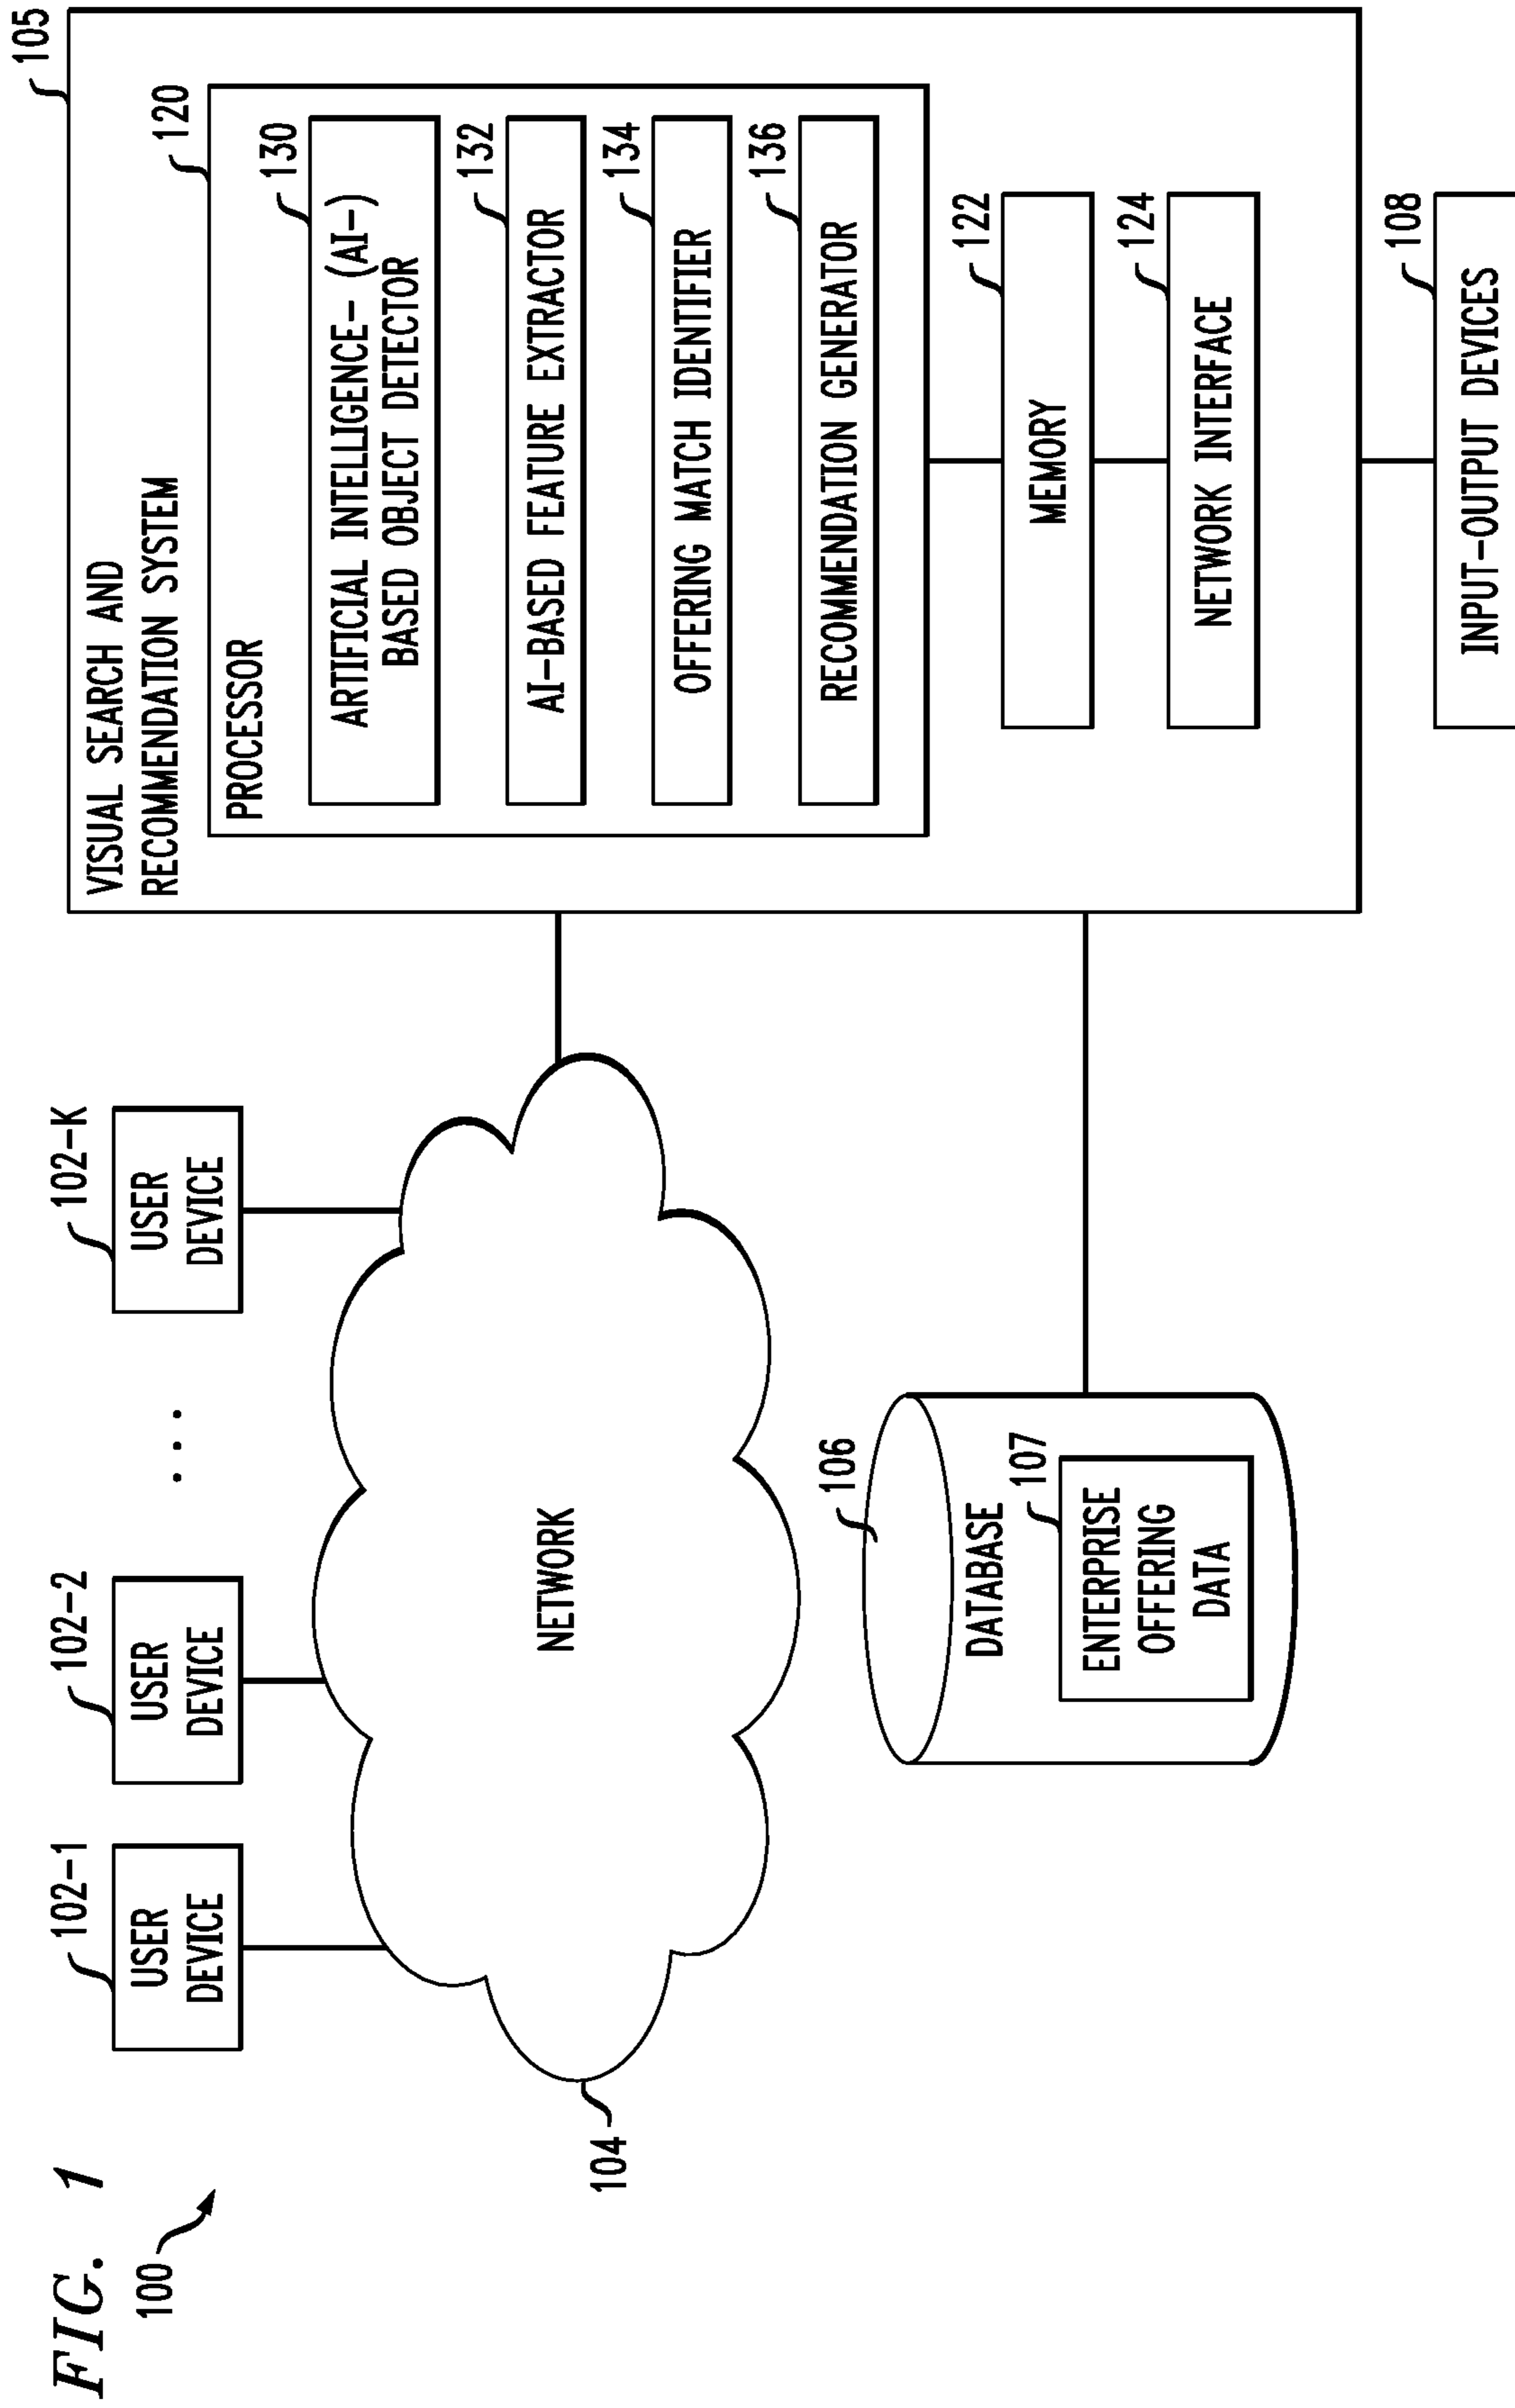 FIG. 1
100
102-1
USER
DEVICE
102-2
USER
DEVICE
. . .
102-K
USER
DEVICE
NETWORK
104
106
DATABASE
107
ENTERPRISE
OFFERING
DATA
105
VISUAL SEARCH AND
RECOMMENDATION SYSTEM
120
PROCESSOR
130
ARTIFICIAL INTELLIGENCE- (AI-)
BASED OBJECT DETECTOR
132
AI-BASED FEATURE EXTRACTOR
134
OFFERING MATCH IDENTIFIER
136
RECOMMENDATION GENERATOR
122
MEMORY
124
NETWORK INTERFACE
108
INPUT-OUTPUT DEVICES